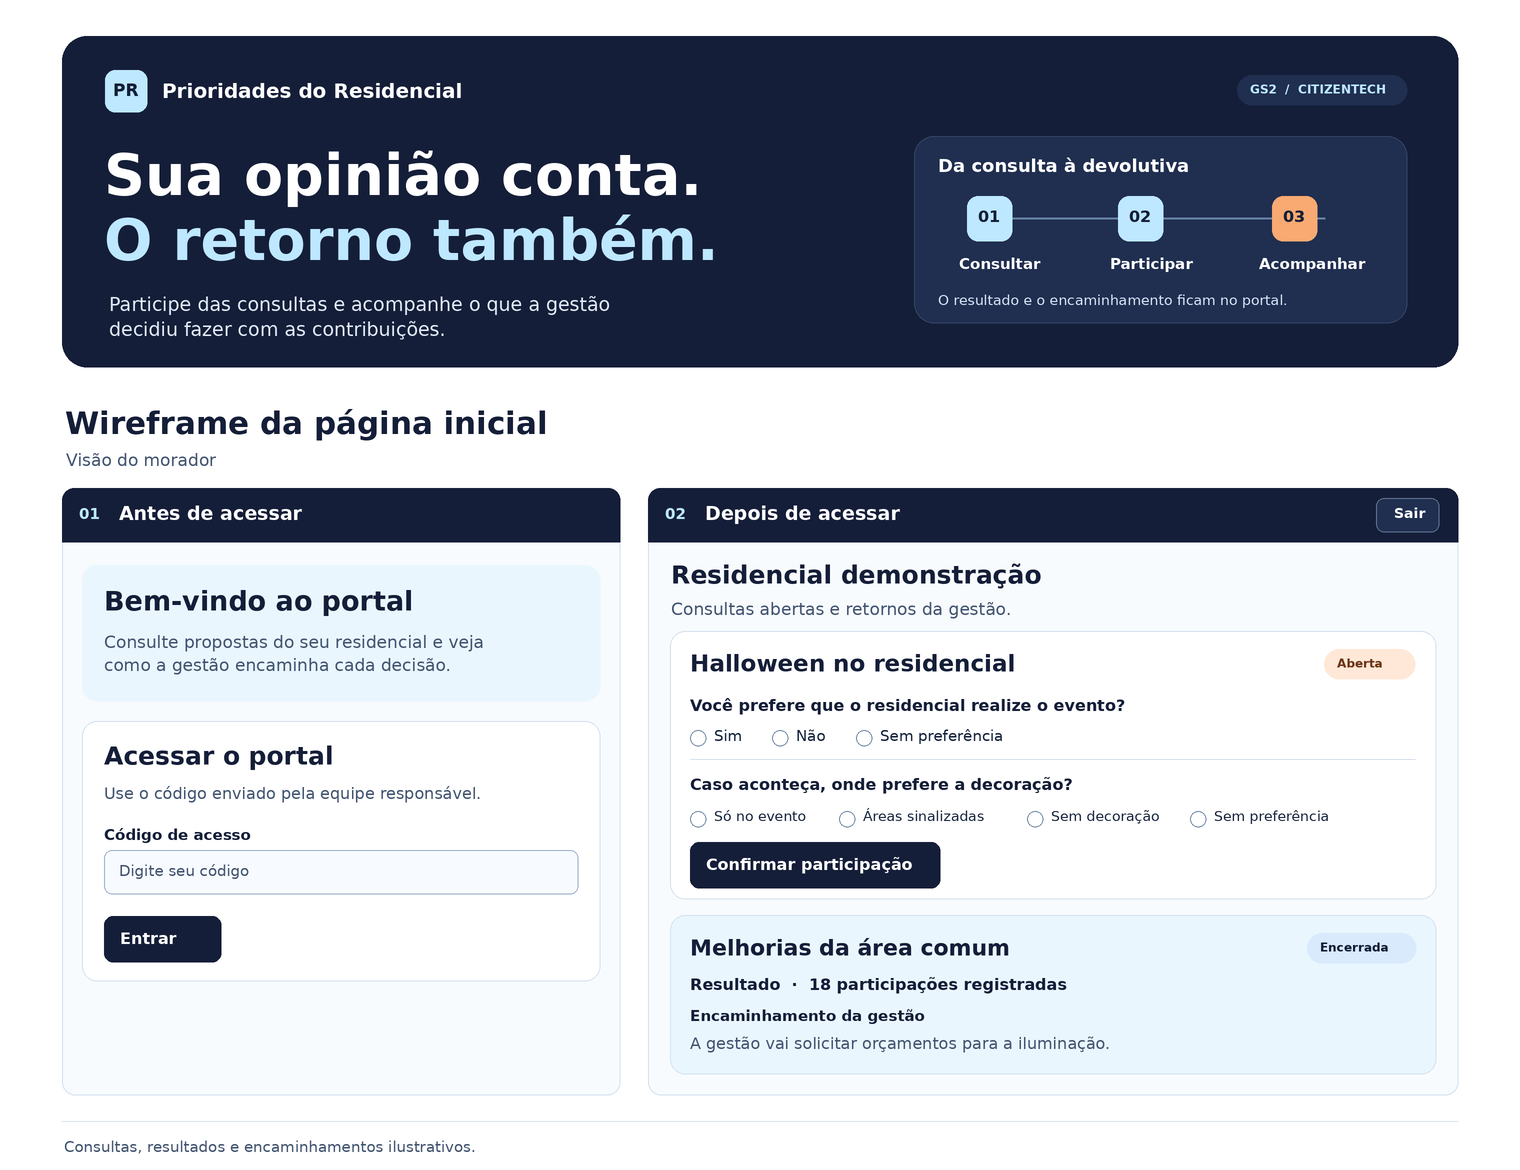 PR
Prioridades do Residencial
GS2 / CITIZENTECH
Sua opinião conta.
O retorno também.
Participe das consultas e acompanhe o que a gestão
decidiu fazer com as contribuições.
Da consulta à devolutiva
01 02 03
Consultar Participar Acompanhar
O resultado e o encaminhamento ficam no portal.
Wireframe da página inicial
Visão do morador
01 Antes de acessar
Bem-vindo ao portal
Consulte propostas do seu residencial e veja
como a gestão encaminha cada decisão.
Acessar o portal
Use o código enviado pela equipe responsável.
Código de acesso
Digite seu código
Entrar
02 Depois de acessar
Sair
Residencial demonstração
Consultas abertas e retornos da gestão.
Halloween no residencial
Aberta
Você prefere que o residencial realize o evento?
Sim Não Sem preferência
Caso aconteça, onde prefere a decoração?
Só no evento Áreas sinalizadas Sem decoração Sem preferência
Confirmar participação
Melhorias da área comum
Encerrada
Resultado · 18 participações registradas
Encaminhamento da gestão
A gestão vai solicitar orçamentos para a iluminação.
Consultas, resultados e encaminhamentos ilustrativos.